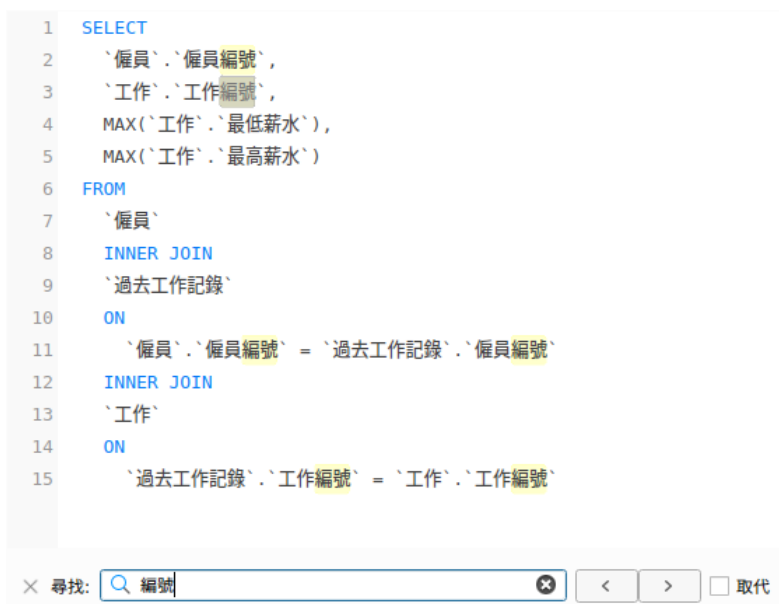 1 SELECT
2 `僱員`.`僱員編號`,
3 `工作`.`工作編號`,
4 MAX(`工作`.`最低薪水`),
5 MAX(`工作`.`最高薪水`)
6 FROM
7 `僱員`
8 INNER JOIN
9 `過去工作記錄`
10 ON
11 `僱員`.`僱員編號` = `過去工作記錄`.`僱員編號`
12 INNER JOIN
13 `工作`
14 ON
15 `過去工作記錄`.`工作編號` = `工作`.`工作編號`
尋找: 編號 取代